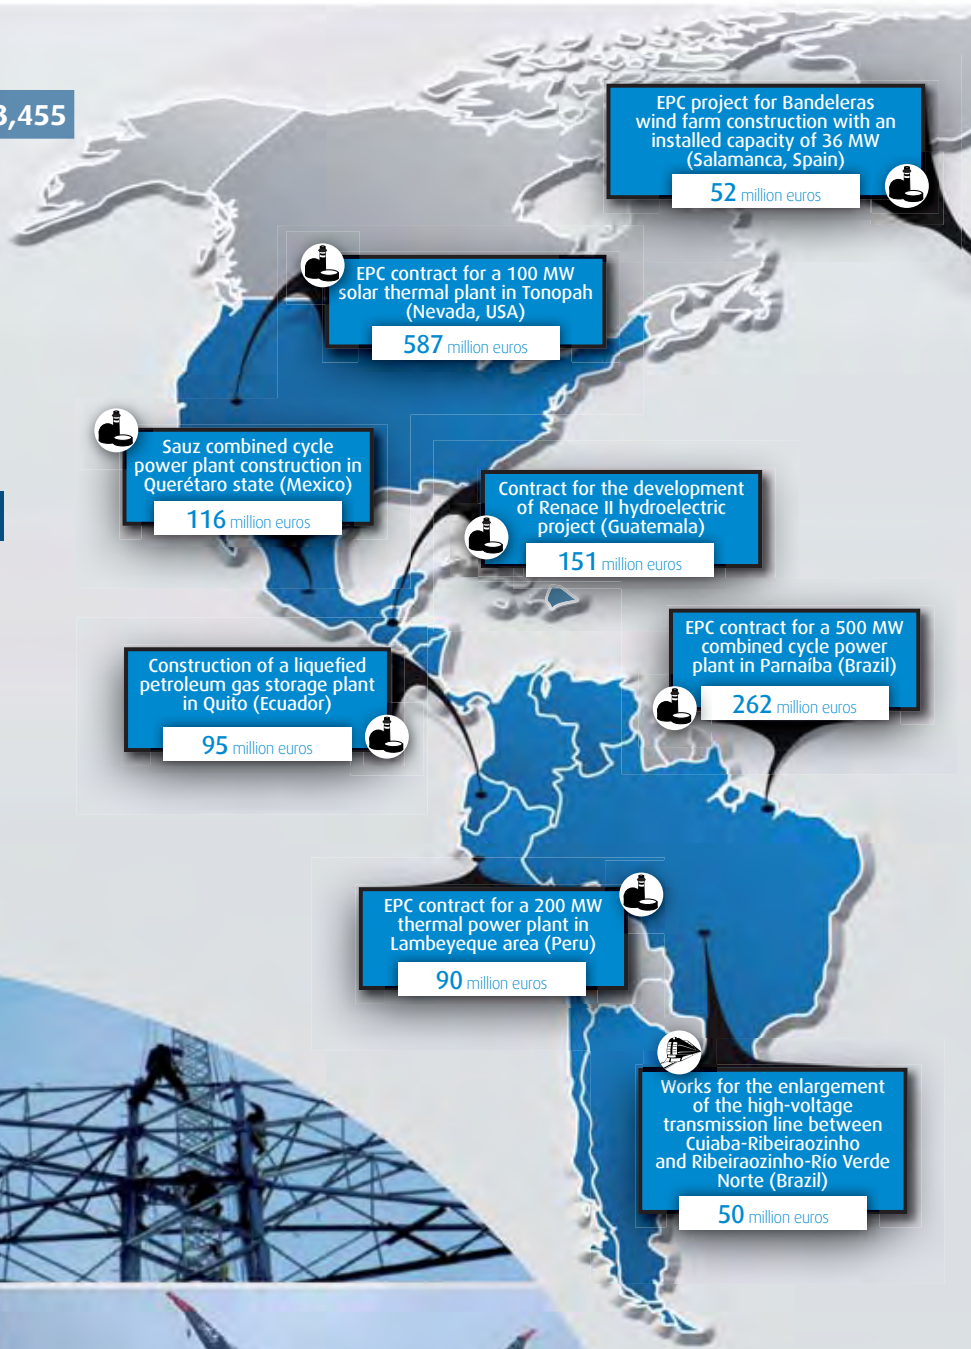 3,455
EPC project for Bandeleras
wind farm construction with an
installed capacity of 36 MW
(Salamanca, Spain)
52 million euros
EPC contract for a 100 MW
solar thermal plant in Tonopah
(Nevada, USA)
587 million euros
Sauz combined cycle
power plant construction in
Querétaro state (Mexico)
116 million euros
Contract for the development
of Renace II hydroelectric
project (Guatemala)
151 million euros
EPC contract for a 500 MW
combined cycle power
plant in Parnaíba (Brazil)
262 million euros
Construction of a liquefied
petroleum gas storage plant
in Quito (Ecuador)
95 million euros
EPC contract for a 200 MW
thermal power plant in
Lambeyeque area (Peru)
90 million euros
Works for the enlargement
of the high-voltage
transmission line between
Cuiaba-Ribeiraozinho
and Ribeiraozinho-Río Verde
Norte (Brazil)
50 million euros